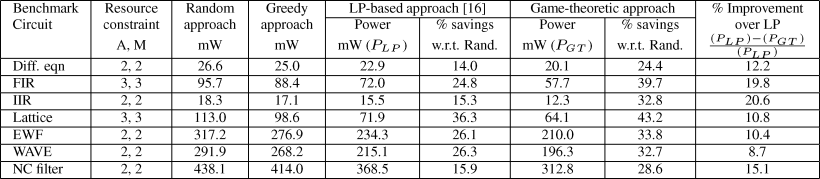 Benchmark Resource Random Greedy LP-based approach [16] Game-theoretic approach % Improvement
Circuit constraint approach approach Power % savings Power % savings over LP
A, M mW mW mW (P_{LP}) w.r.t. Rand. mW (P_{GT}) w.r.t. Rand. \frac{(P_{LP})-(P_{GT})}{(P_{LP})}
Diff. eqn 2, 2 26.6 25.0 22.9 14.0 20.1 24.4 12.2
FIR 3, 3 95.7 88.4 72.0 24.8 57.7 39.7 19.8
IIR 2, 2 18.3 17.1 15.5 15.3 12.3 32.8 20.6
Lattice 3, 3 113.0 98.6 71.9 36.3 64.1 43.2 10.8
EWF 2, 2 317.2 276.9 234.3 26.1 210.0 33.8 10.4
WAVE 2, 2 291.9 268.2 215.1 26.3 196.3 32.7 8.7
NC filter 2, 2 438.1 414.0 368.5 15.9 312.8 28.6 15.1